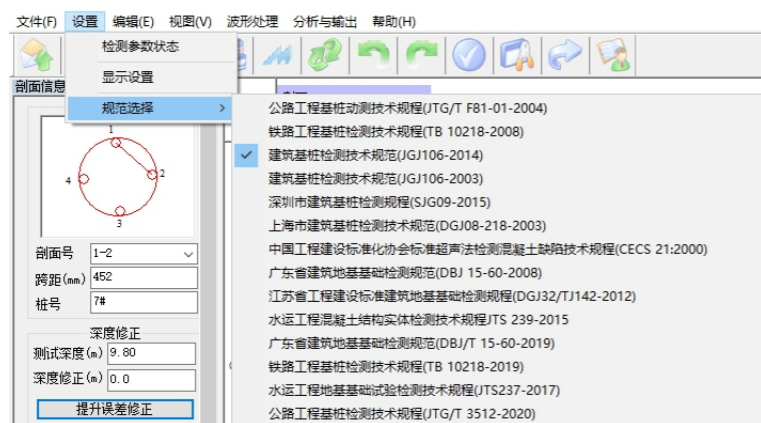 文件(F) 设置 编辑(E) 视图(V) 波形处理 分析与输出 帮助(H)
检测参数状态
显示设置
规范选择
剖面信息
公路工程基桩动测技术规程(JTG/T F81-01-2004)
铁路工程基桩检测技术规程(TB 10218-2008)
建筑基桩检测技术规范(JGJ106-2014)
建筑基桩检测技术规范(JGJ106-2003)
深圳市建筑基桩检测规程(SJG09-2015)
上海市建筑基桩检测技术规范(DGJ08-218-2003)
中国工程建设标准化协会标准超声法检测混凝土缺陷技术规程(CECS 21:2000)
广东省建筑地基基础检测规范(DBJ 15-60-2008)
江苏省工程建设标准建筑地基基础检测规程(DGJ32/TJ142-2012)
水运工程混凝土结构实体检测技术规程JTS 239-2015
广东省建筑地基基础检测规范(DBJ/T 15-60-2019)
铁路工程基桩检测技术规程(TB 10218-2019)
水运工程地基基础试验检测技术规程(JTS237-2017)
公路工程基桩检测技术规程(JTG/T 3512-2020)
1
2
4
3
剖面号 1-2
跨距(mm) 452
桩号 7#
深度修正
测试深度(m) 9.80
深度修正(m) 0.0
提升误差修正